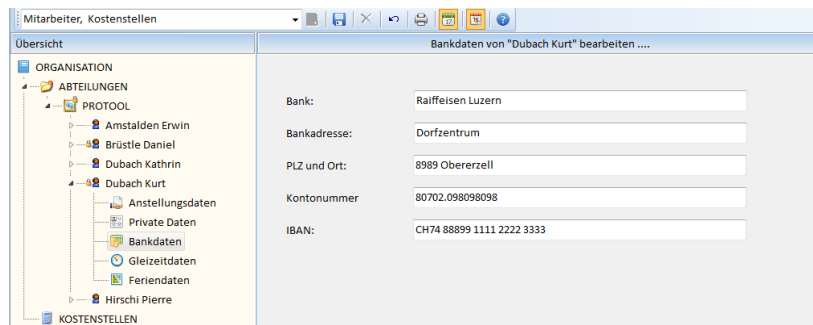 Mitarbeiter, Kostenstellen
Übersicht
Bankdaten von "Dubach Kurt" bearbeiten ....
ORGANISATION
ABTEILUNGEN
PROTOOL
Amstalden Erwin
Brüstle Daniel
Dubach Kathrin
Dubach Kurt
Anstellungsdaten
Private Daten
Bankdaten
Gleizeitdaten
Feriendaten
Hirschi Pierre
KOSTENSTELLEN
Bank: Raiffeisen Luzern
Bankadresse: Dorfzentrum
PLZ und Ort: 8989 Obererzell
Kontonummer 80702.098098098
IBAN: CH74 88899 1111 2222 3333